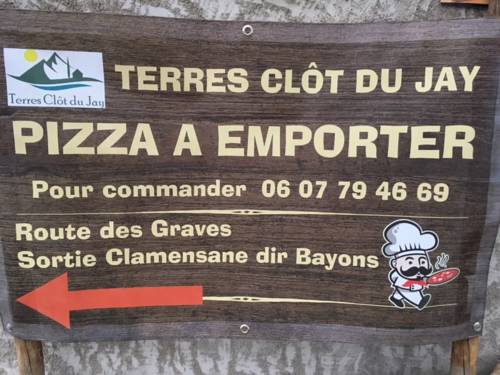 Terres Clôt du Jay
TERRES CLÔT DU JAY
PIZZA A EMPORTER
Pour commander 06 07 79 46 69
Route des Graves
Sortie Clamensane dir Bayons